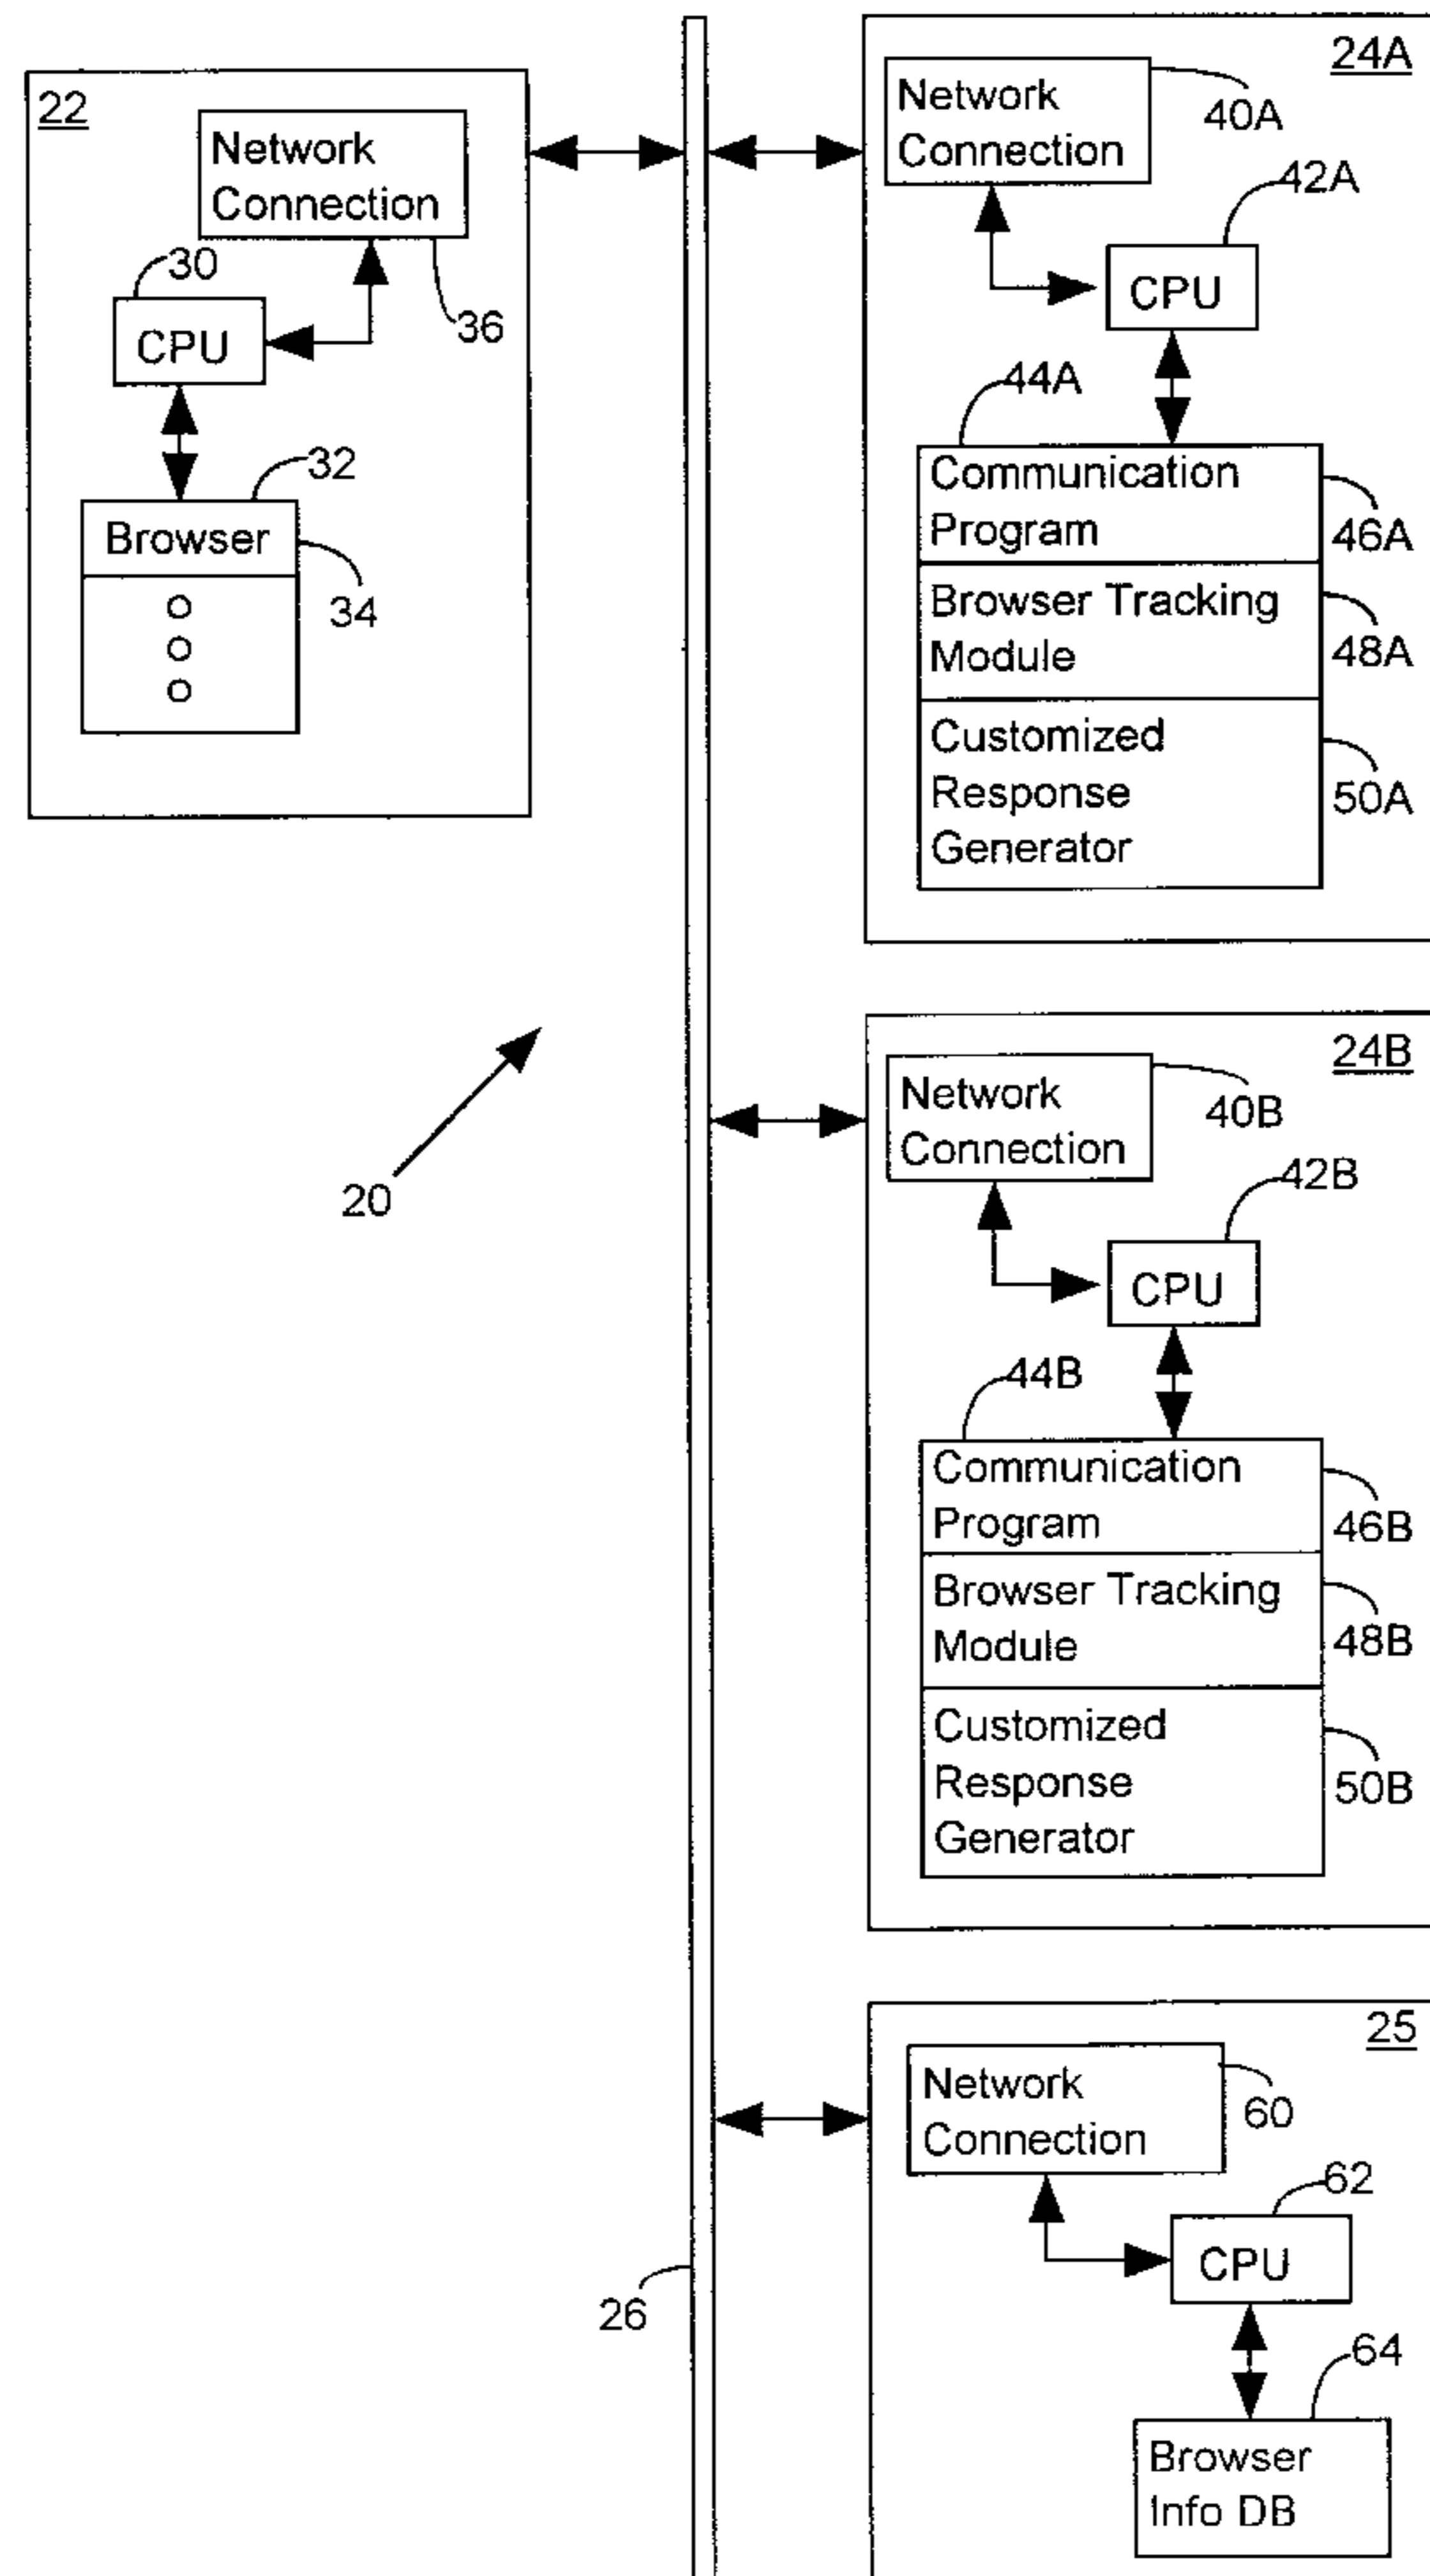 22
Network
Connection
30
CPU
36
32
Browser
34
24A
Network
Connection
40A
42A
CPU
44A
Communication
Program
46A
Browser Tracking
Module
48A
Customized
Response
Generator
50A
20
24B
Network
Connection
40B
42B
CPU
44B
Communication
Program
46B
Browser Tracking
Module
48B
Customized
Response
Generator
50B
25
Network
Connection
60
62
CPU
26
64
Browser
Info DB